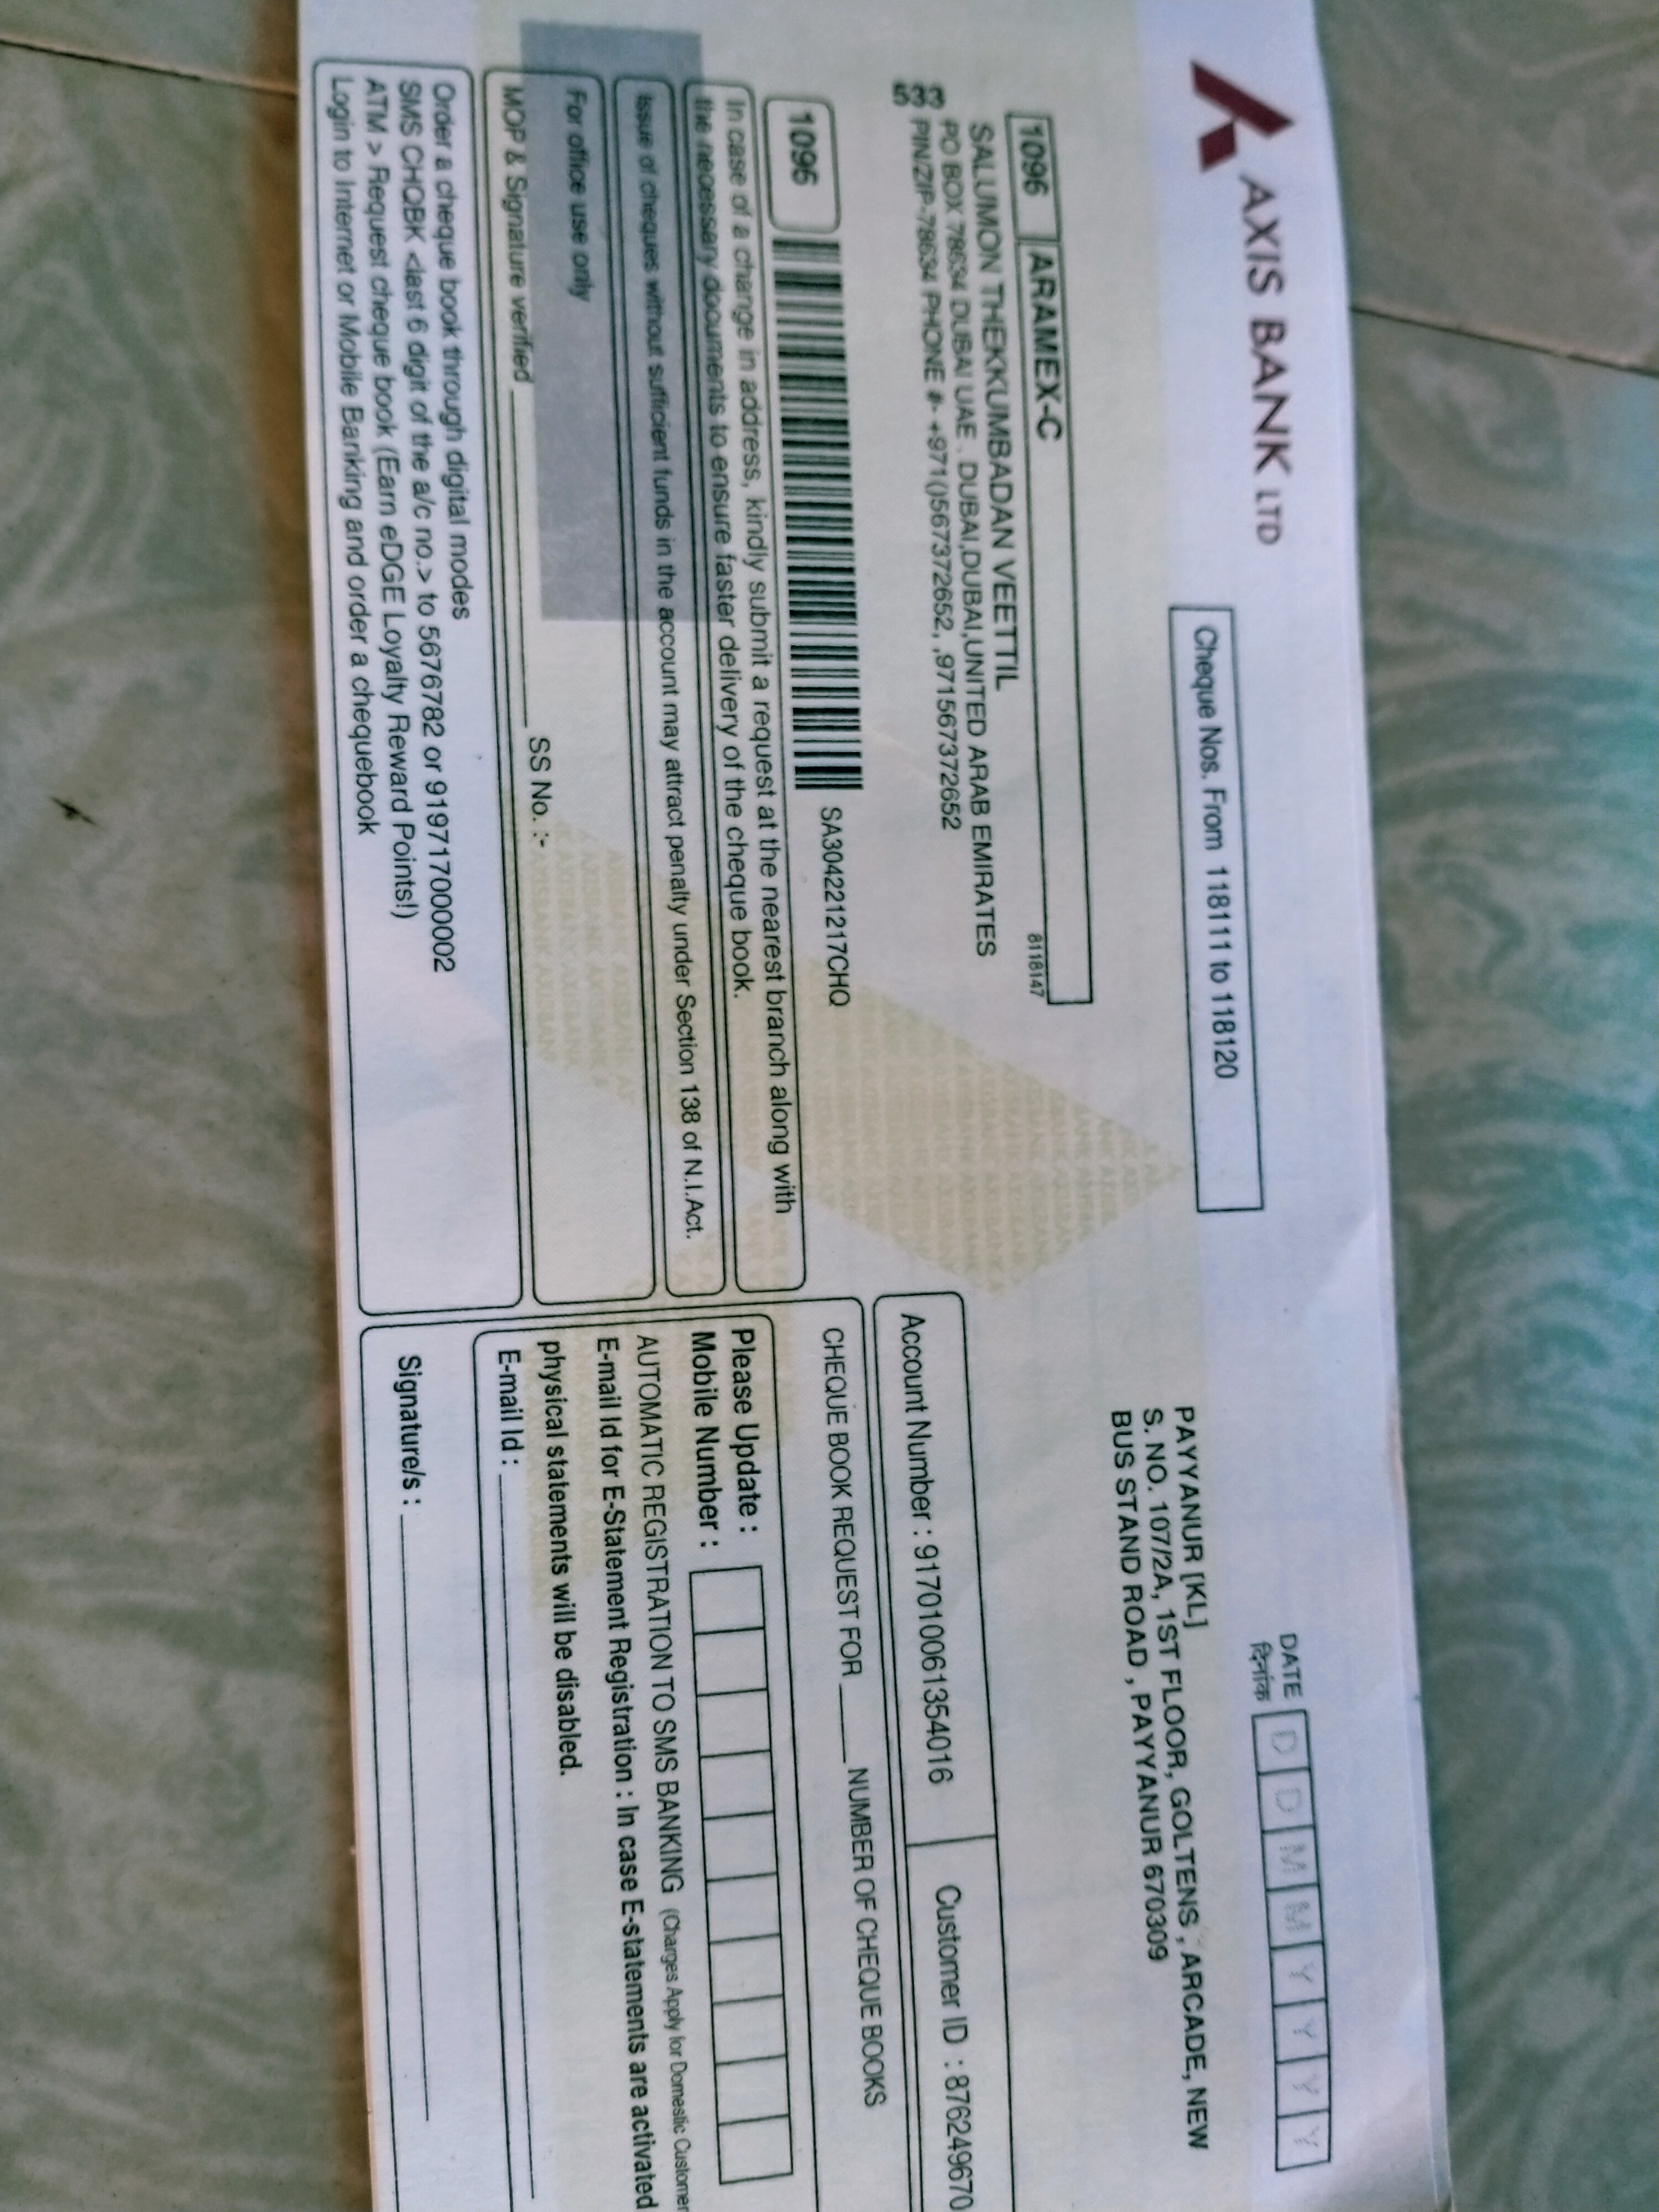 AXIS BANK LTD
Cheque Nos. From 118111 to 118120
DATE
दिनांक
D D M M Y Y Y Y
PAYYANUR [KL]
S. NO. 107/2A, 1ST FLOOR, GOLTENS , ARCADE, NEW
BUS STAND ROAD , PAYYANUR 670309
1096 ARAMEX-C
8118147
SALUMON THEKKUMBADAN VEETTIL
PO BOX 78634 DUBAI UAE . DUBAI,DUBAI,UNITED ARAB EMIRATES
533 PIN/ZIP-78634 PHONE #- +971()567372652, ,971567372652
Account Number : 917010061354016
Customer ID : 876249670
1096
SA304221217CHQ
CHEQUE BOOK REQUEST FOR ____ NUMBER OF CHEQUE BOOKS
In case of a change in address, kindly submit a request at the nearest branch along with
the necessary documents to ensure faster delivery of the cheque book.
Issue of cheques without sufficient funds in the account may attract penalty under Section 138 of N.I.Act.
For office use only
MOP & Signature verified ____ SS No. :-
Please Update :
Mobile Number :
AUTOMATIC REGISTRATION TO SMS BANKING (Charges Apply for Domestic Customer
E-mail Id for E-Statement Registration : In case E-statements are activated
physical statements will be disabled.
E-mail Id :
Order a cheque book through digital modes
SMS CHQBK <last 6 digit of the a/c no.> to 5676782 or 919717000002
ATM > Request cheque book (Earn eDGE Loyalty Reward Points!)
Login to Internet or Mobile Banking and order a chequebook
Signature/s :